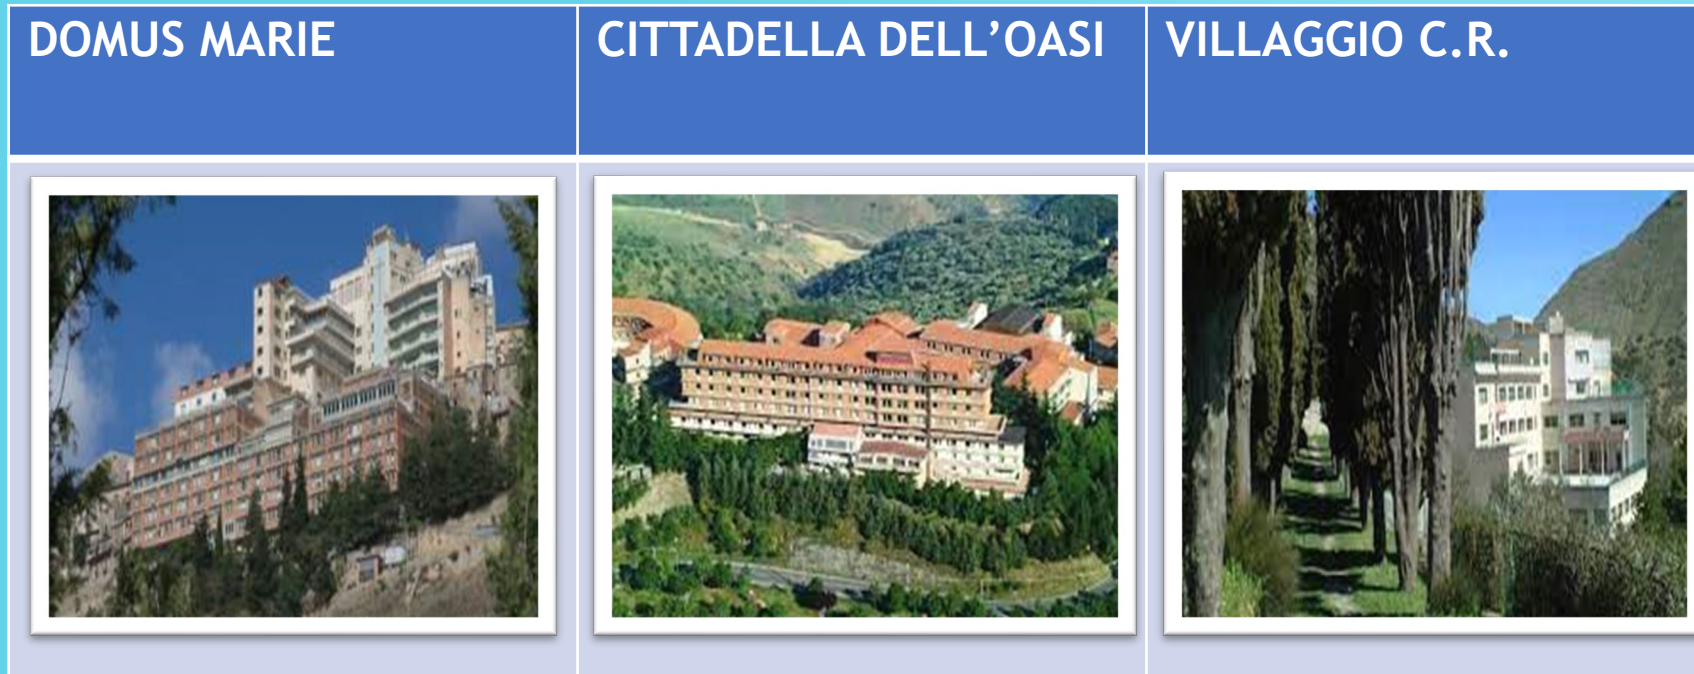 DOMUS MARIE
CITTADELLA DELL’OASI
VILLAGGIO C.R.